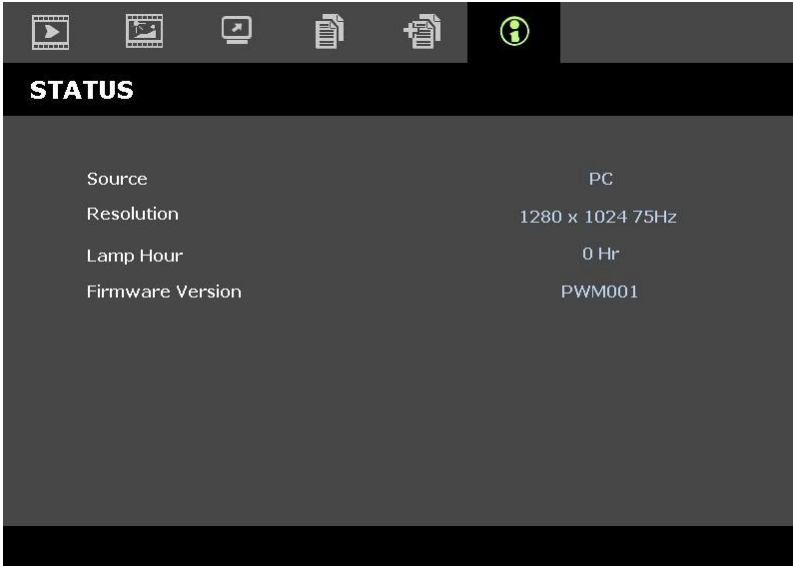 STATUS
Source PC
Resolution 1280 x 1024 75Hz
Lamp Hour 0 Hr
Firmware Version PWM001